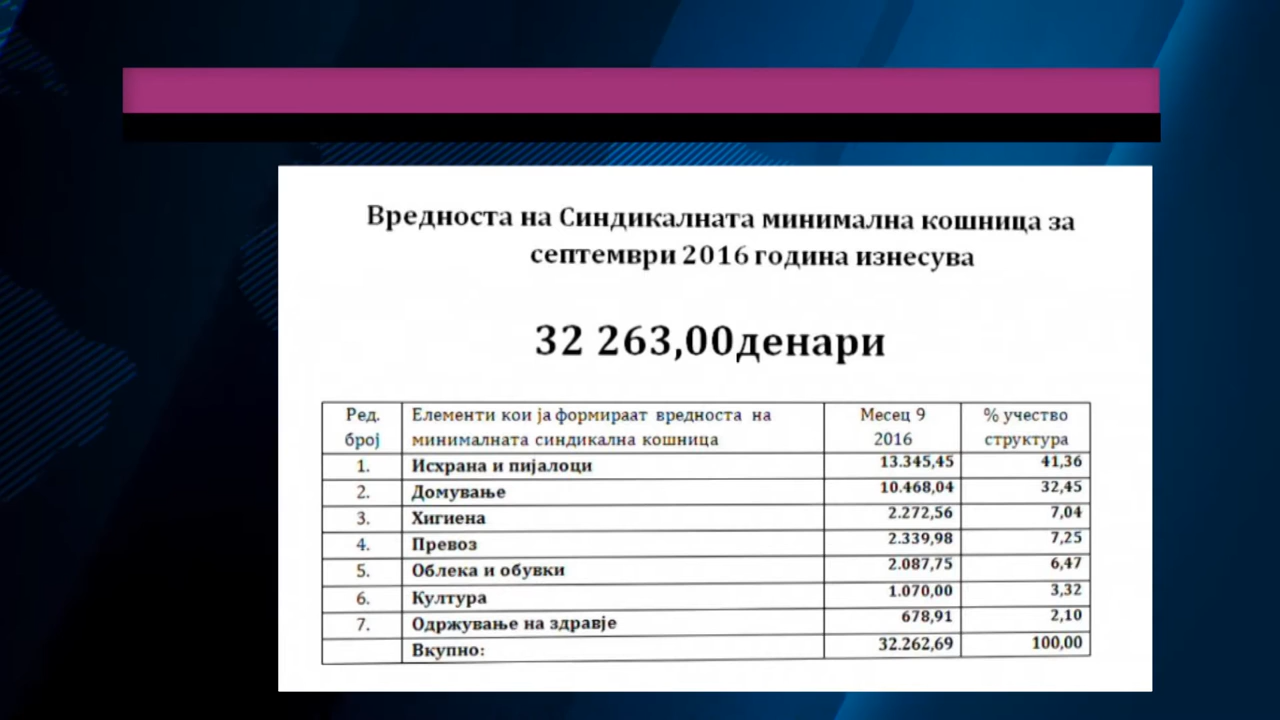 Вредноста на Синдикалната минимална кошница за
септември 2016 година изнесува
32 263,00денари
Ред. број Елементи кои ја формираат вредноста на минималната синдикална кошница Месец 9 2016 % учество структура
1. Исхрана и пијалоци 13.345,45 41,36
2. Домување 10.468,04 32,45
3. Хигиена 2.272,56 7,04
4. Превоз 2.339,98 7,25
5. Облека и обувки 2.087,75 6,47
6. Култура 1.070,00 3,32
7. Одржување на здравје 678,91 2,10
Вкупно: 32.262,69 100,00